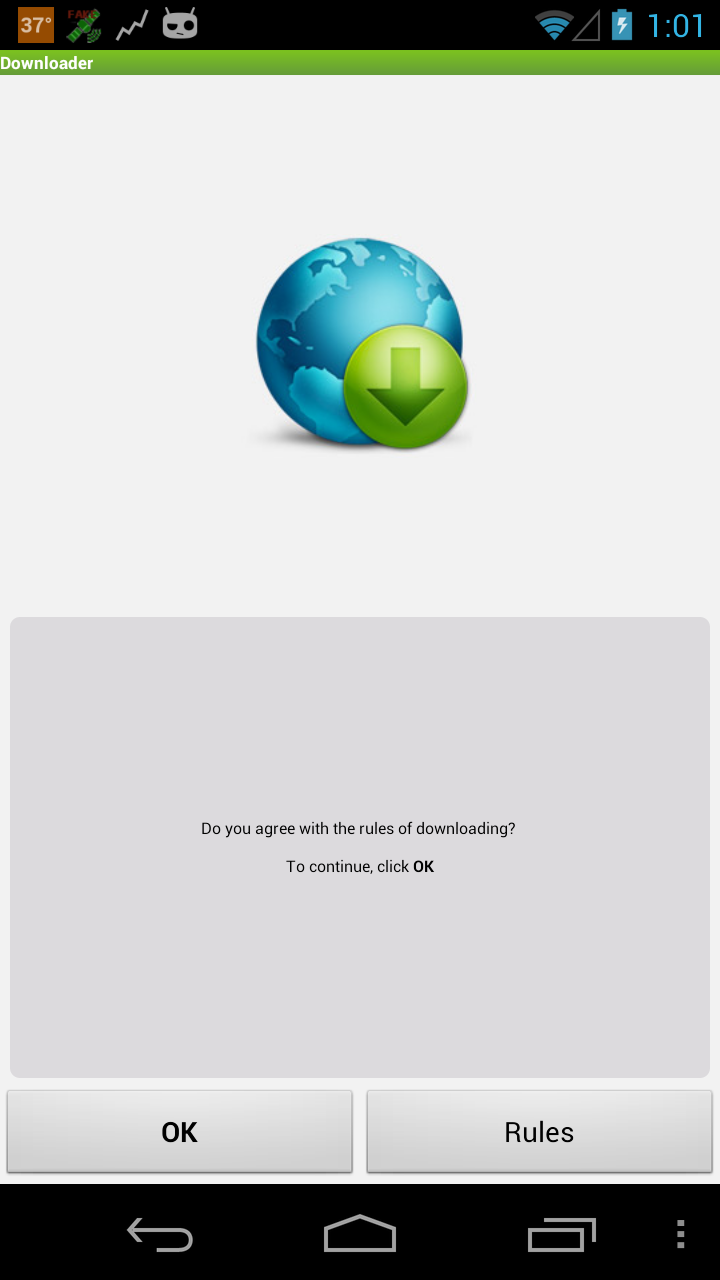 37° FAKE 1:01
Downloader
Do you agree with the rules of downloading?
To continue, click OK
OK Rules